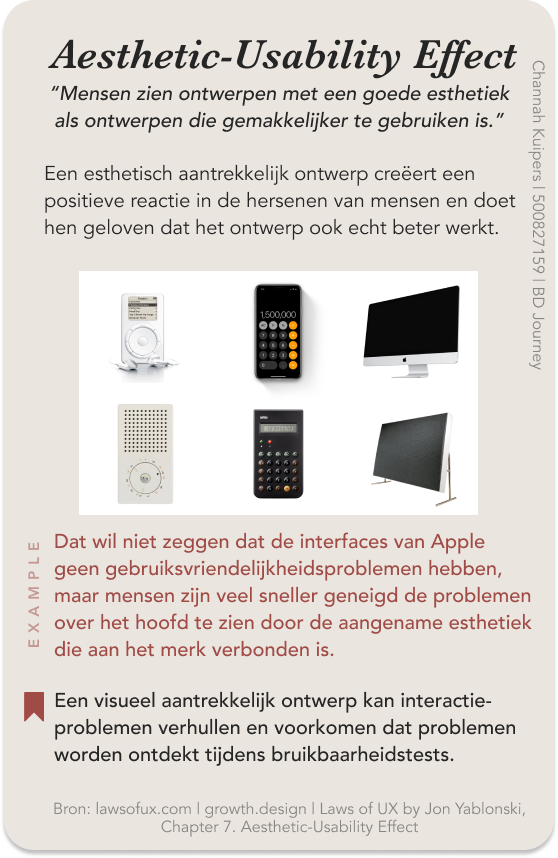 Aesthetic-Usability Effect
“Mensen zien ontwerpen met een goede esthetiek
als ontwerpen die gemakkelijker te gebruiken is.”
Een esthetisch aantrekkelijk ontwerp creëert een
positieve reactie in de hersenen van mensen en doet
hen geloven dat het ontwerp ook echt beter werkt.
Channah Kuipers | 500827159 | BD Journey
1,500,000
EXAMPLE
Dat wil niet zeggen dat de interfaces van Apple
geen gebruiksvriendelijkheidsproblemen hebben,
maar mensen zijn veel sneller geneigd de problemen
over het hoofd te zien door de aangename esthetiek
die aan het merk verbonden is.
Een visueel aantrekkelijk ontwerp kan interactie-
problemen verhullen en voorkomen dat problemen
worden ontdekt tijdens bruikbaarheidstests.
Bron: lawsofux.com | growth.design | Laws of UX by Jon Yablonski,
Chapter 7. Aesthetic-Usability Effect